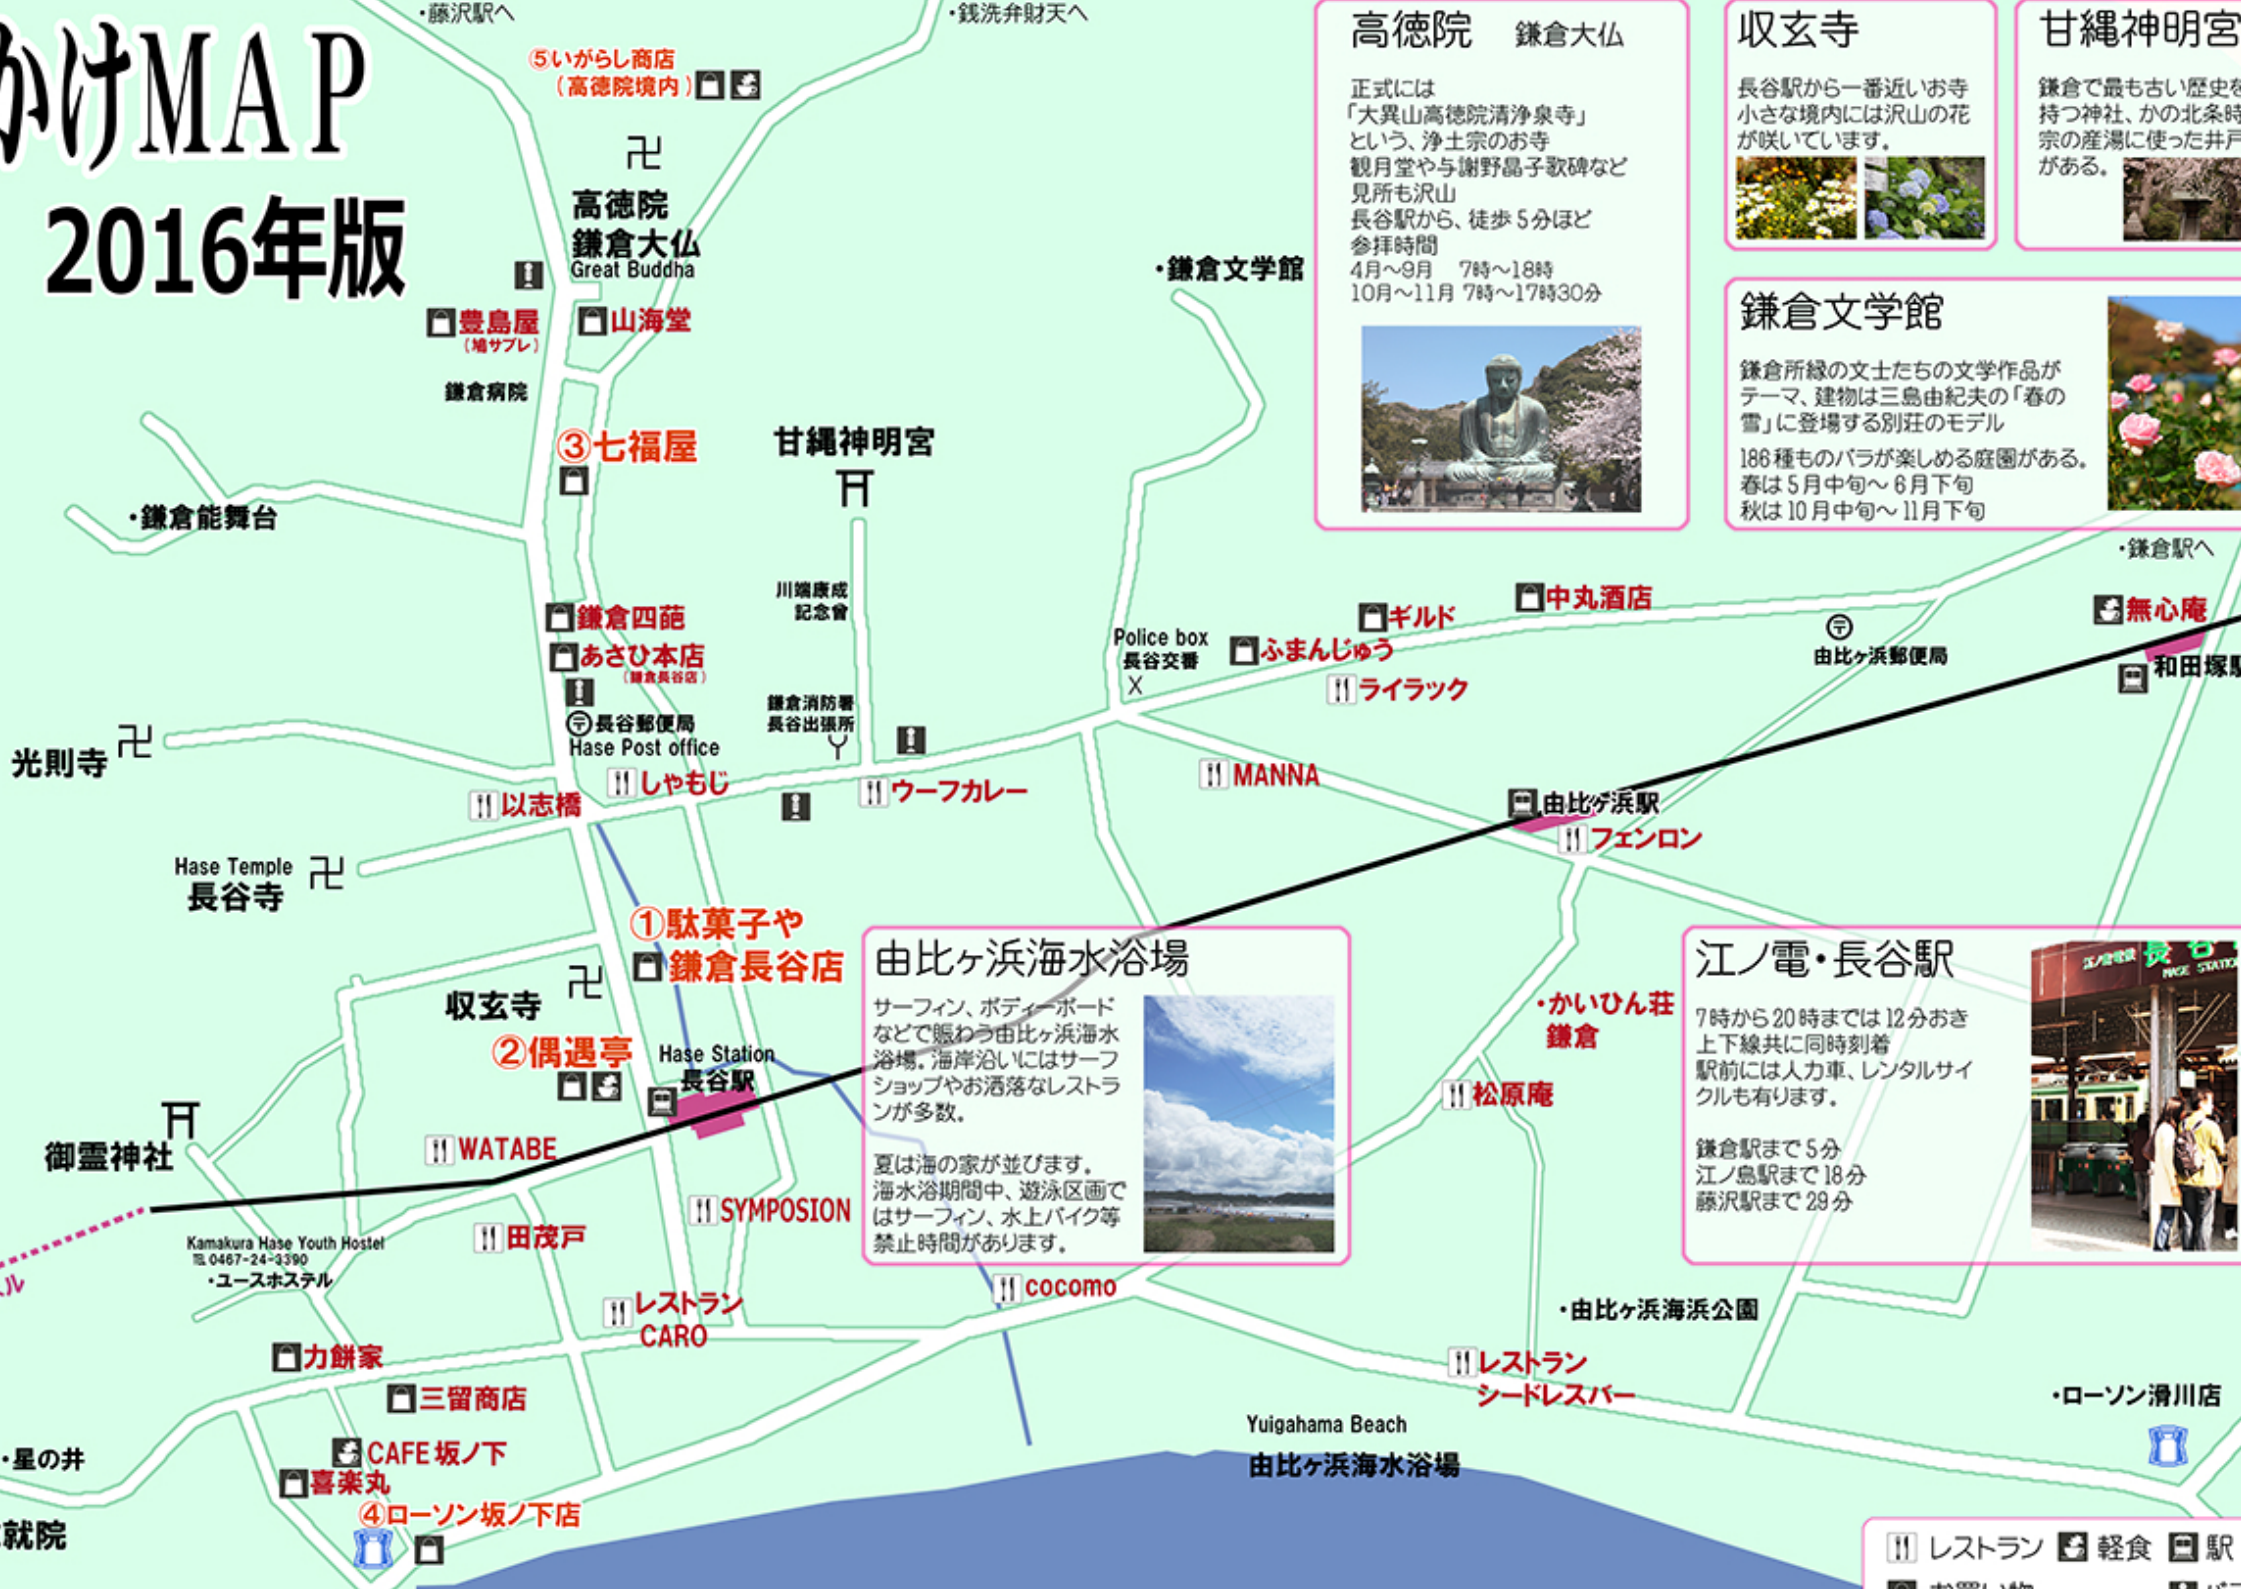 かけMAP
2016年版
・藤沢駅へ
・銭洗弁財天へ
⑤いがらし商店
（高徳院境内）
高徳院
鎌倉大仏
Great Buddha
豊島屋
（鳩サブレ）
山海堂
鎌倉病院
③七福屋
・鎌倉能舞台
甘縄神明宮
・鎌倉文学館
川端康成
記念曾
鎌倉四葩
あさひ本店
（鎌倉長谷店）
長谷郵便局
Hase Post office
鎌倉消防署
長谷出張所
Police box
長谷交番
X
ふまんじゅう
ギルド
中丸酒店
ライラック
由比ヶ浜郵便局
・鎌倉駅へ
無心庵
和田塚駅
光則寺
以志橋
しゃもじ
ウーフカレー
MANNA
由比ヶ浜駅
フェンロン
Hase Temple
長谷寺
①駄菓子や
鎌倉長谷店
収玄寺
②偶遇亭
Hase Station
長谷駅
御霊神社
WATABE
SYMPOSION
田茂戸
Kamakura Hase Youth Hostel
℡0467-24-3390
・ユースホステル
ル
レストラン
CARO
cocomo
・かいひん荘
鎌倉
松原庵
・由比ヶ浜海浜公園
レストラン
シードレスバー
・ローソン滑川店
力餅家
三留商店
CAFE坂ノ下
喜楽丸
④ローソン坂ノ下店
・星の井
就院
Yuigahama Beach
由比ヶ浜海水浴場
高徳院 鎌倉大仏
正式には
「大異山高徳院清浄泉寺」
という、浄土宗のお寺
観月堂や与謝野晶子歌碑など
見所も沢山
長谷駅から、徒歩5分ほど
参拝時間
4月～9月 7時～18時
10月～11月 7時～17時30分
収玄寺
長谷駅から一番近いお寺
小さな境内には沢山の花
が咲いています。
甘縄神明宮
鎌倉で最も古い歴史を
持つ神社、かの北条時
宗の産湯に使った井戸
がある。
鎌倉文学館
鎌倉所縁の文士たちの文学作品が
テーマ、建物は三島由紀夫の「春の
雪」に登場する別荘のモデル
186種ものバラが楽しめる庭園がある。
春は5月中旬～6月下旬
秋は10月中旬～11月下旬
由比ヶ浜海水浴場
サーフィン、ボディーボード
などで賑わう由比ヶ浜海水
浴場。海岸沿いにはサーフ
ショップやお洒落なレストラ
ンが多数。
夏は海の家が並びます。
海水浴期間中、遊泳区画で
はサーフィン、水上バイク等
禁止時間があります。
江ノ電・長谷駅
7時から20時までは12分おき
上下線共に同時刻着
駅前には人力車、レンタルサイ
クルも有ります。
鎌倉駅まで5分
江ノ島駅まで18分
藤沢駅まで29分
長谷
HASE STATIO
レストラン 軽食 駅